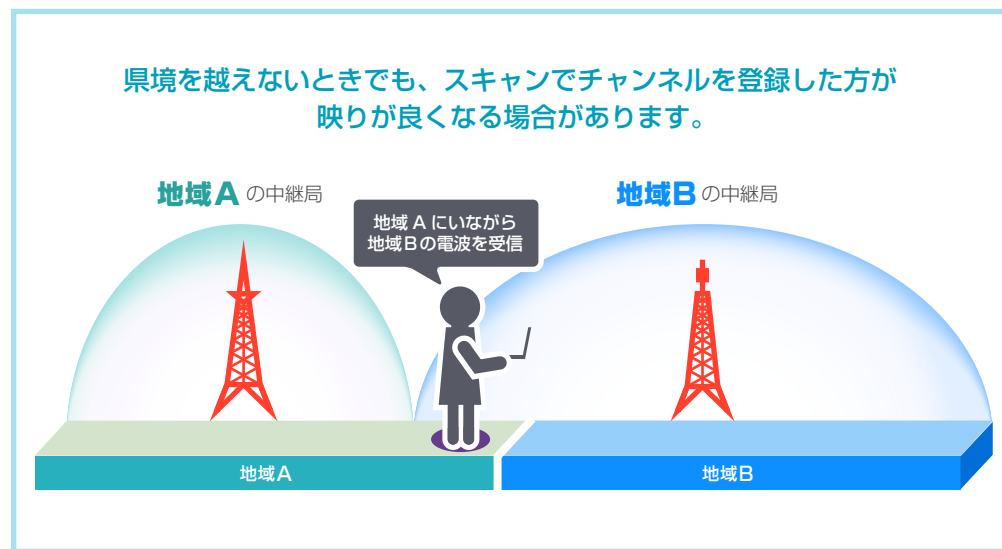 県境を越えないときでも、スキャンでチャンネルを登録した方が
映りが良くなる場合があります。
地域A の中継局
地域B の中継局
地域 A にいながら
地域Bの電波を受信
地域A
地域B